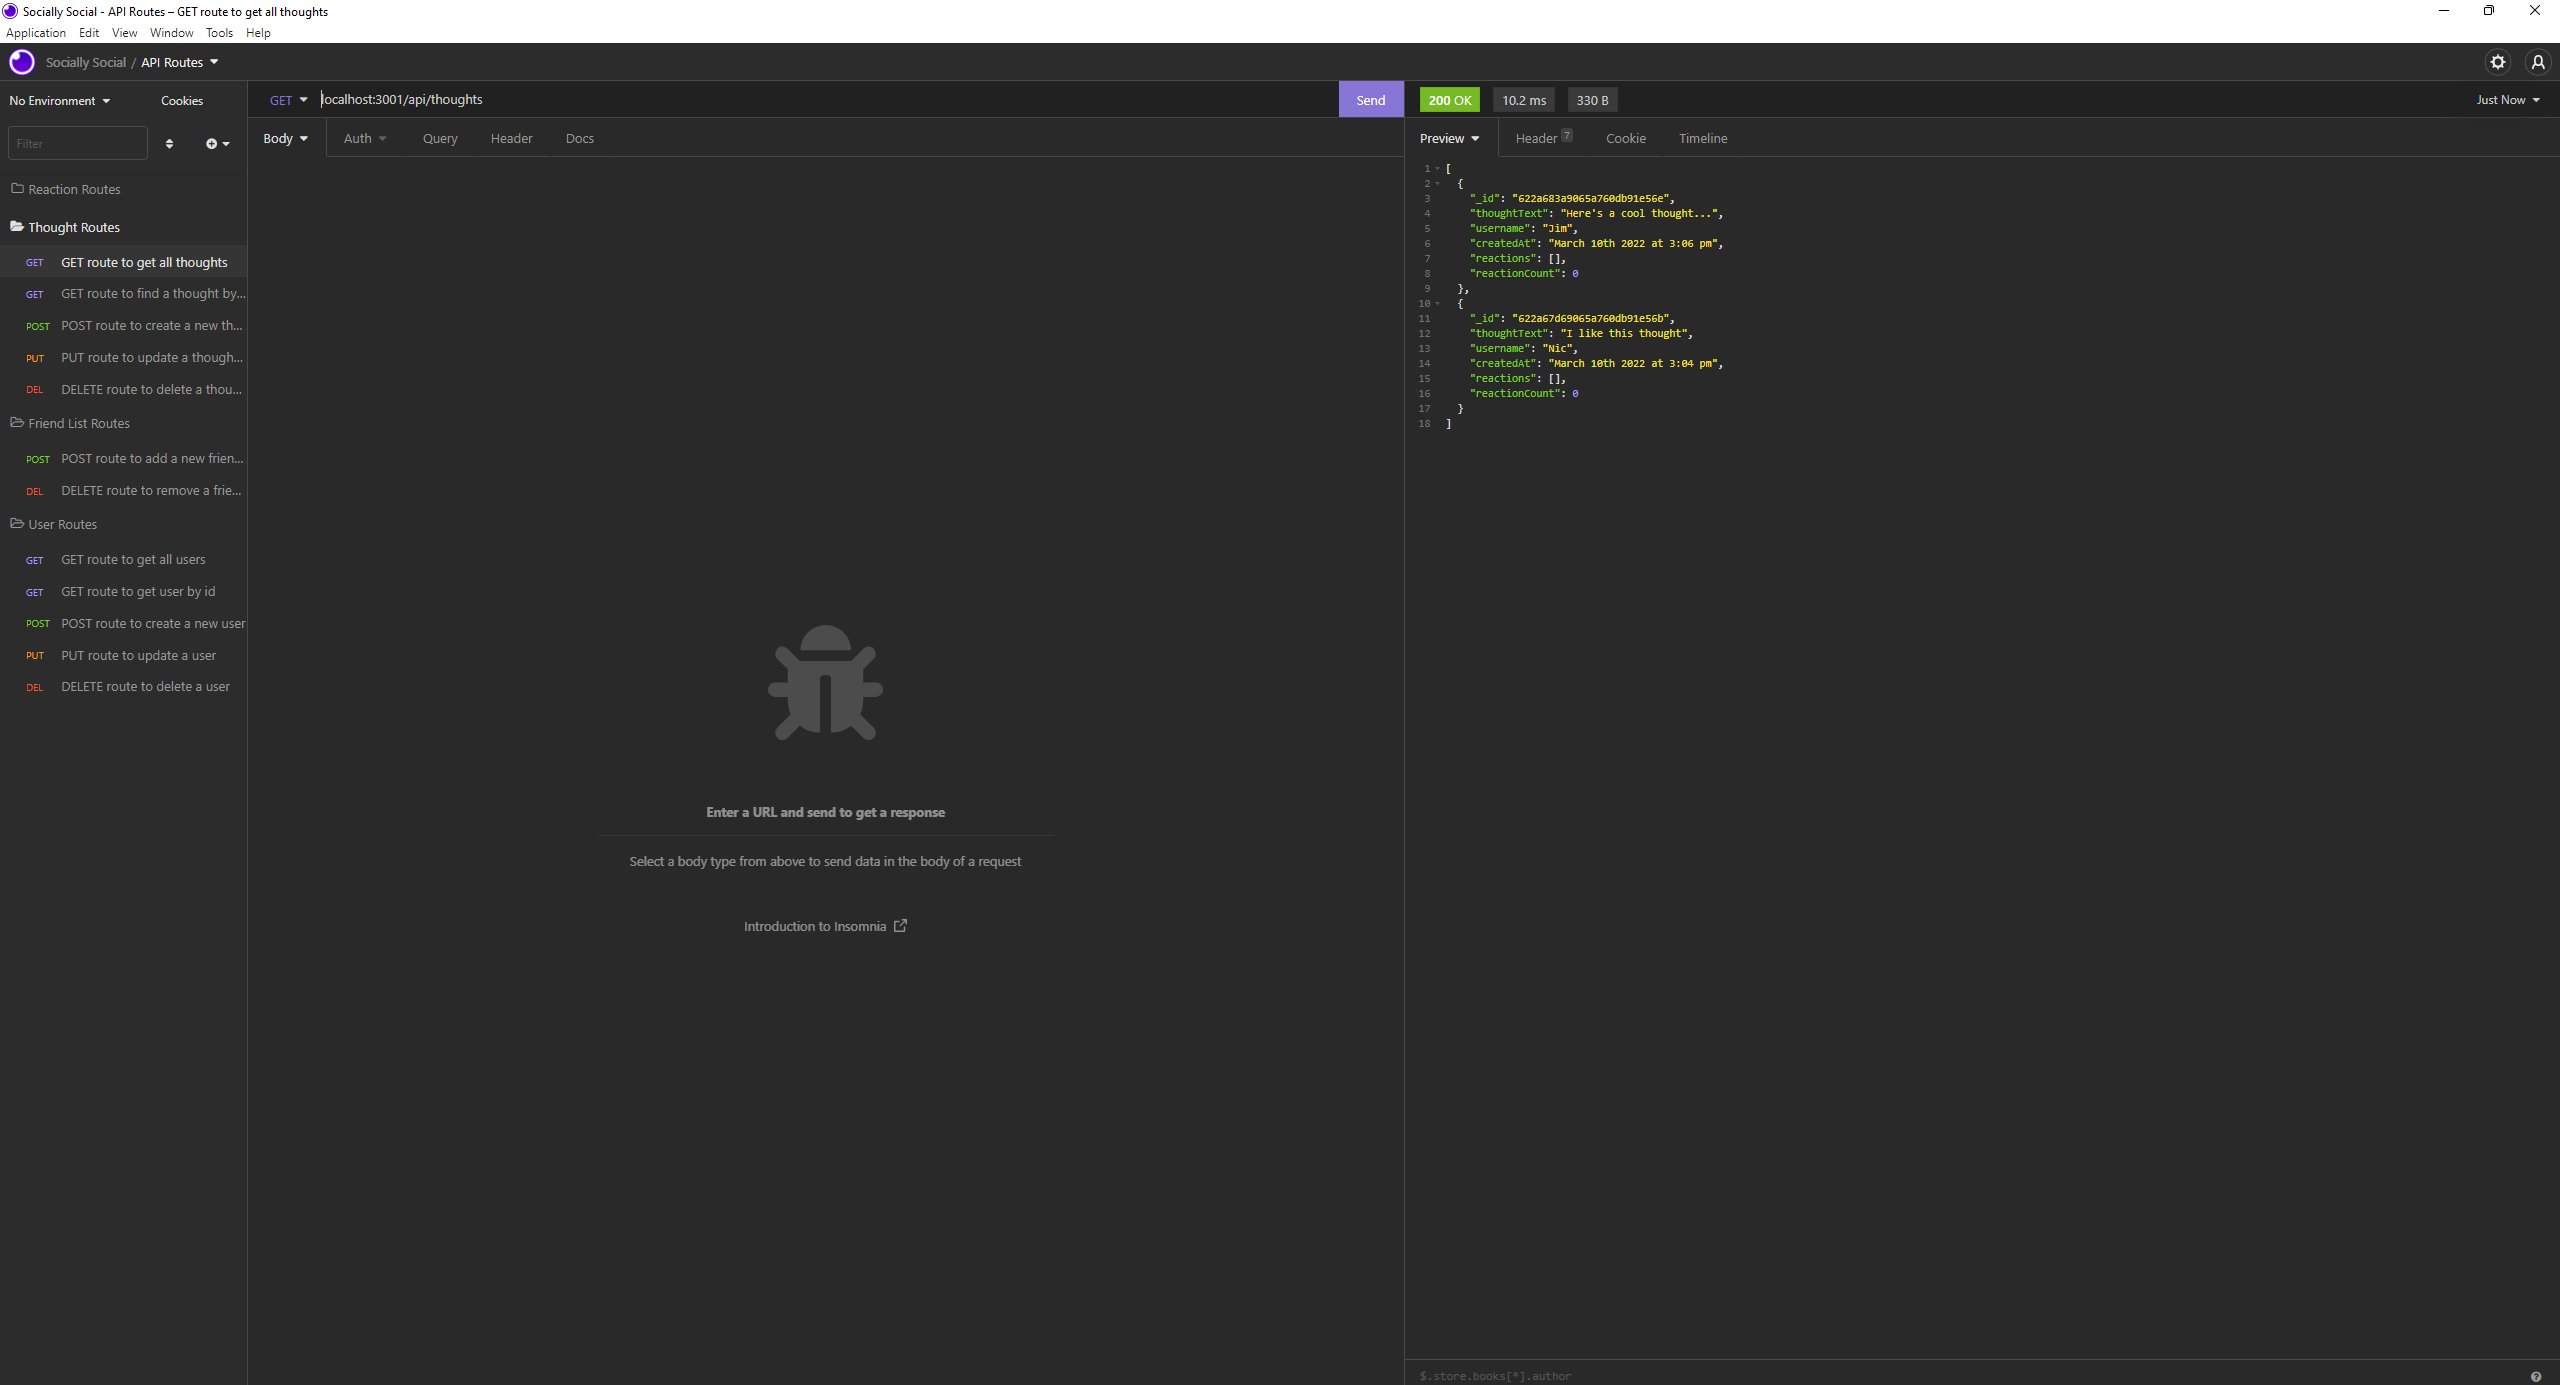 Socially Social - API Routes – GET route to get all thoughts
Application Edit View Window Tools Help
Socially Social / API Routes
No Environment Cookies
Filter
Reaction Routes
Thought Routes
GET GET route to get all thoughts
GET GET route to find a thought by...
POST POST route to create a new th...
PUT PUT route to update a though...
DEL DELETE route to delete a thou...
Friend List Routes
POST POST route to add a new frien...
DEL DELETE route to remove a frie...
User Routes
GET GET route to get all users
GET GET route to get user by id
POST POST route to create a new user
PUT PUT route to update a user
DEL DELETE route to delete a user
GET localhost:3001/api/thoughts Send
Body Auth Query Header Docs
Enter a URL and send to get a response
Select a body type from above to send data in the body of a request
Introduction to Insomnia
200 OK 10.2 ms 330 B Just Now
Preview Header 7 Cookie Timeline
1 [
2 {
3 "_id": "622a683a9065a760db91e56e",
4 "thoughtText": "Here's a cool thought...",
5 "username": "Jim",
6 "createdAt": "March 10th 2022 at 3:06 pm",
7 "reactions": [],
8 "reactionCount": 0
9 },
10 {
11 "_id": "622a67d69065a760db91e56b",
12 "thoughtText": "I like this thought",
13 "username": "Nic",
14 "createdAt": "March 10th 2022 at 3:04 pm",
15 "reactions": [],
16 "reactionCount": 0
17 }
18 ]
$.store.books[*].author